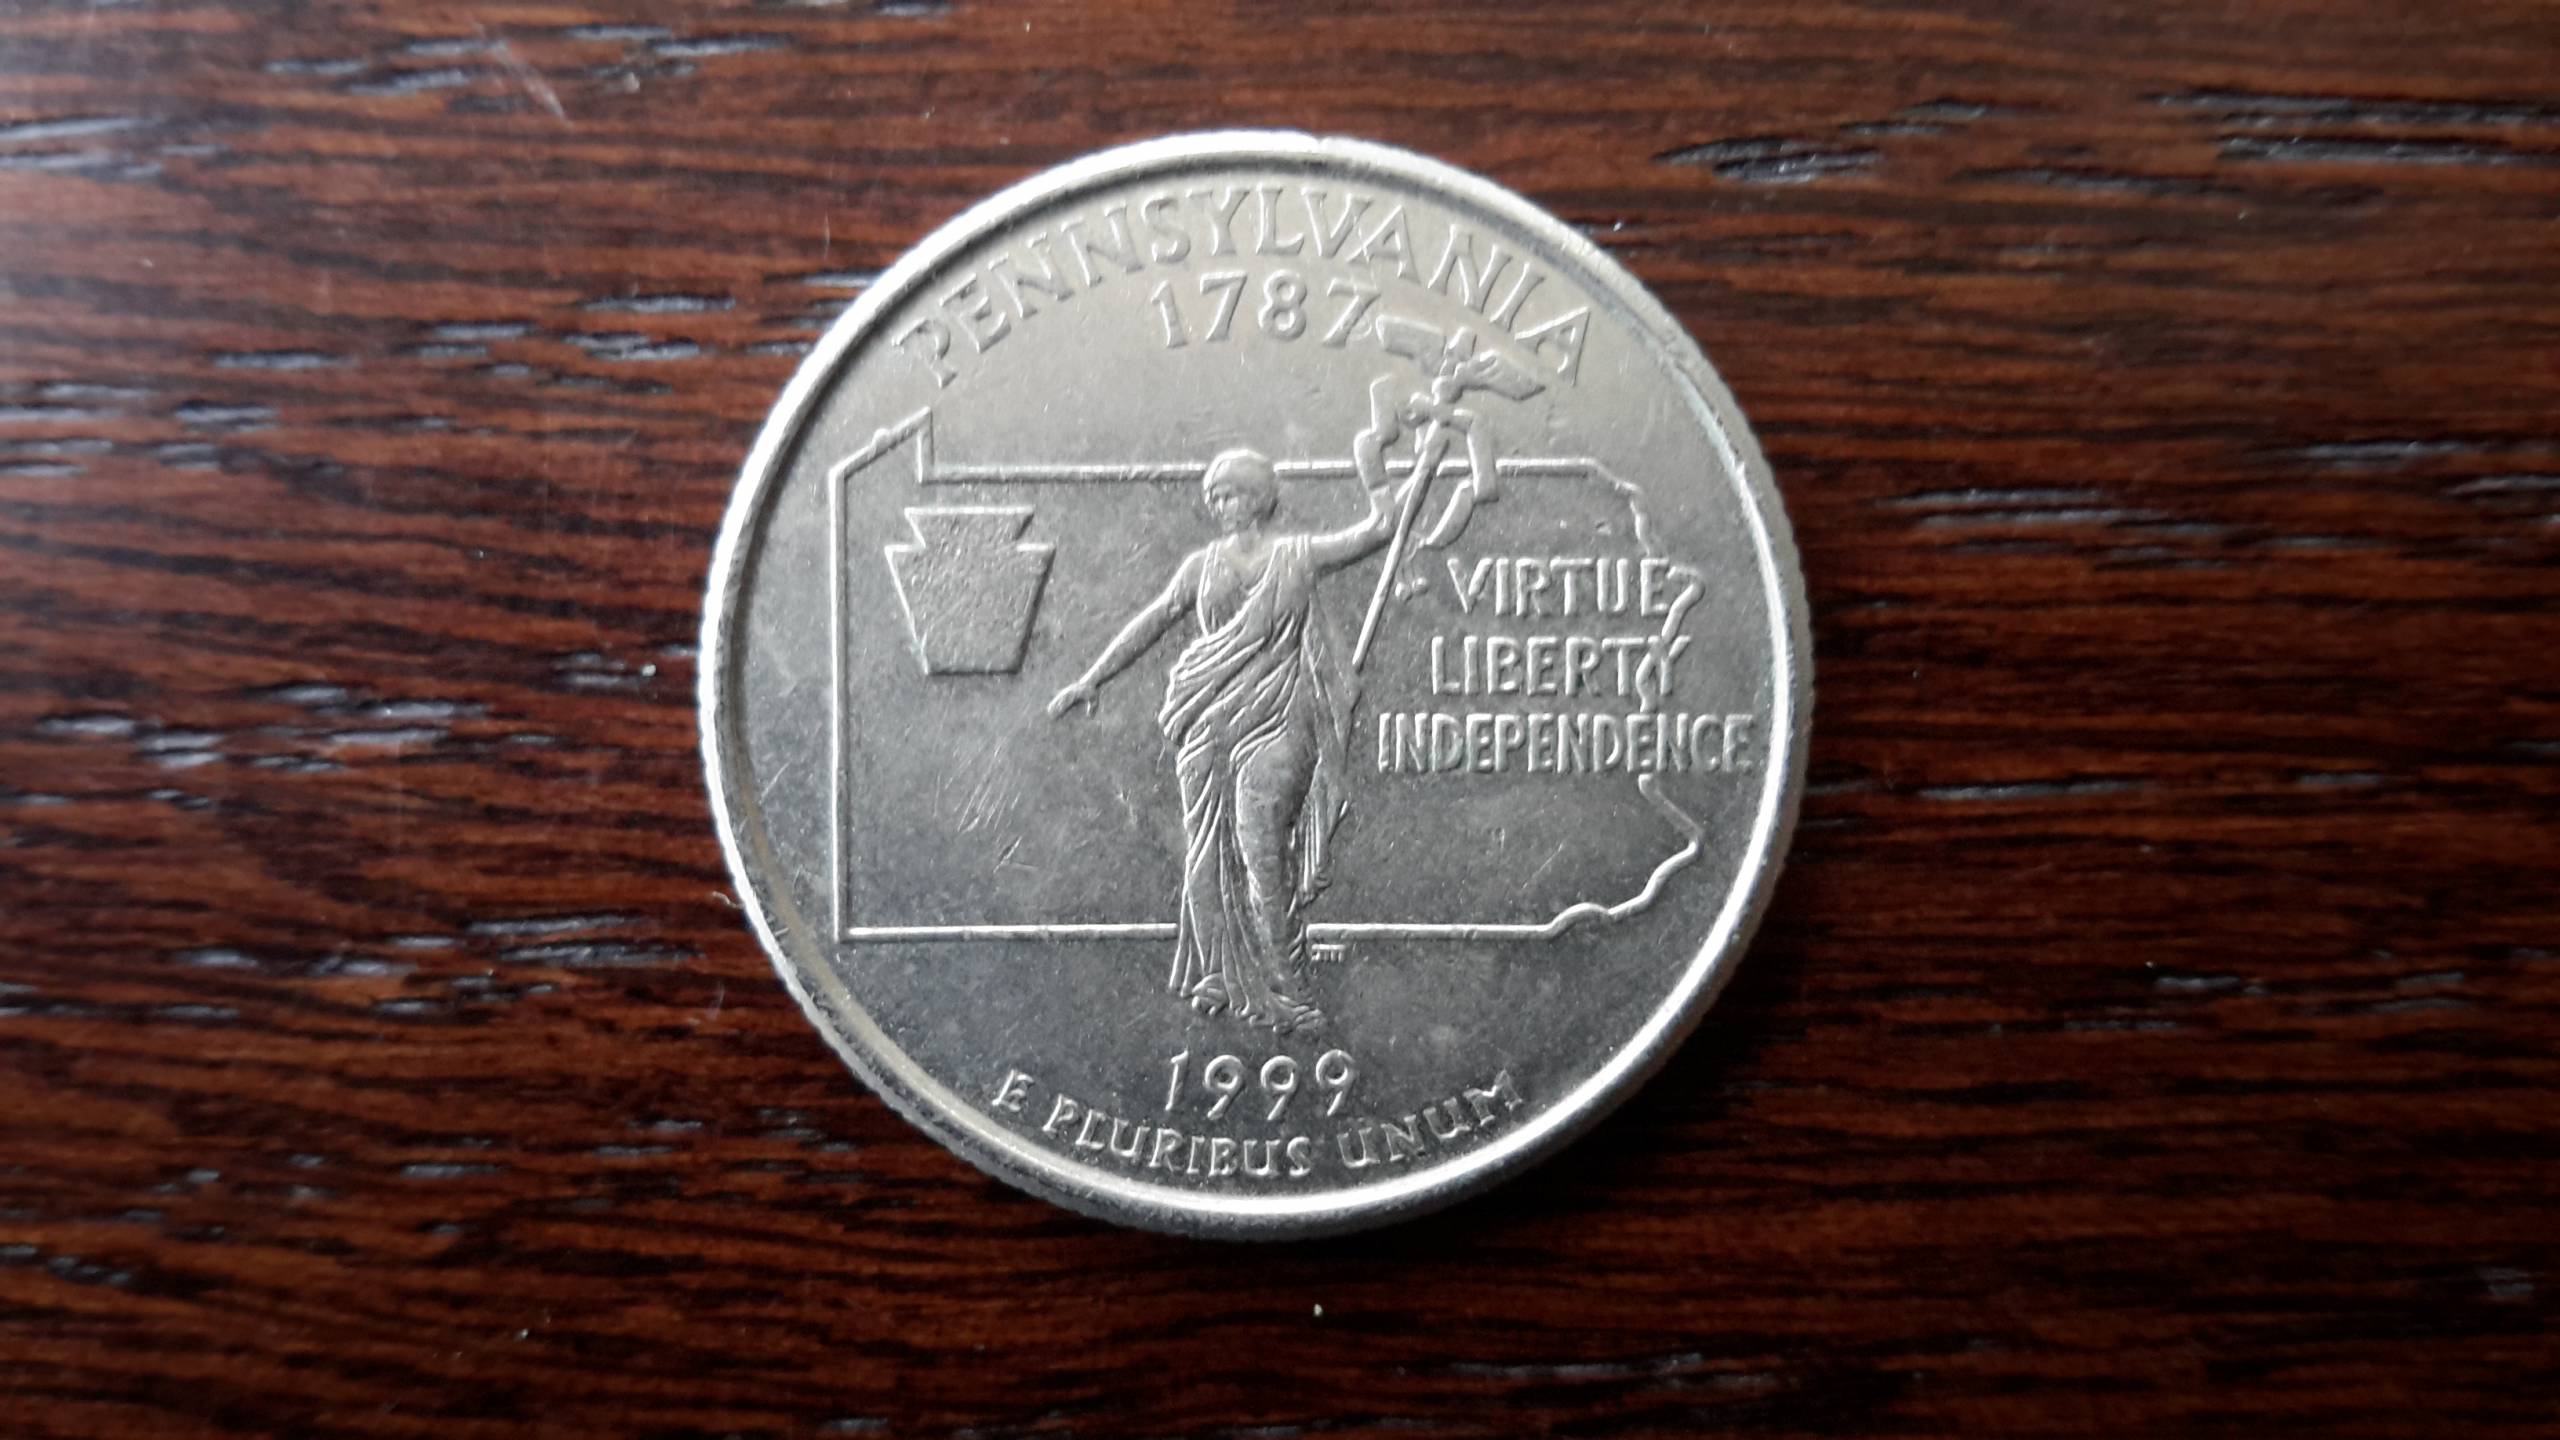 PENNSYLVANIA
1787
VIRTUE
LIBERTY
INDEPENDENCE
1999
E PLURIBUS UNUM